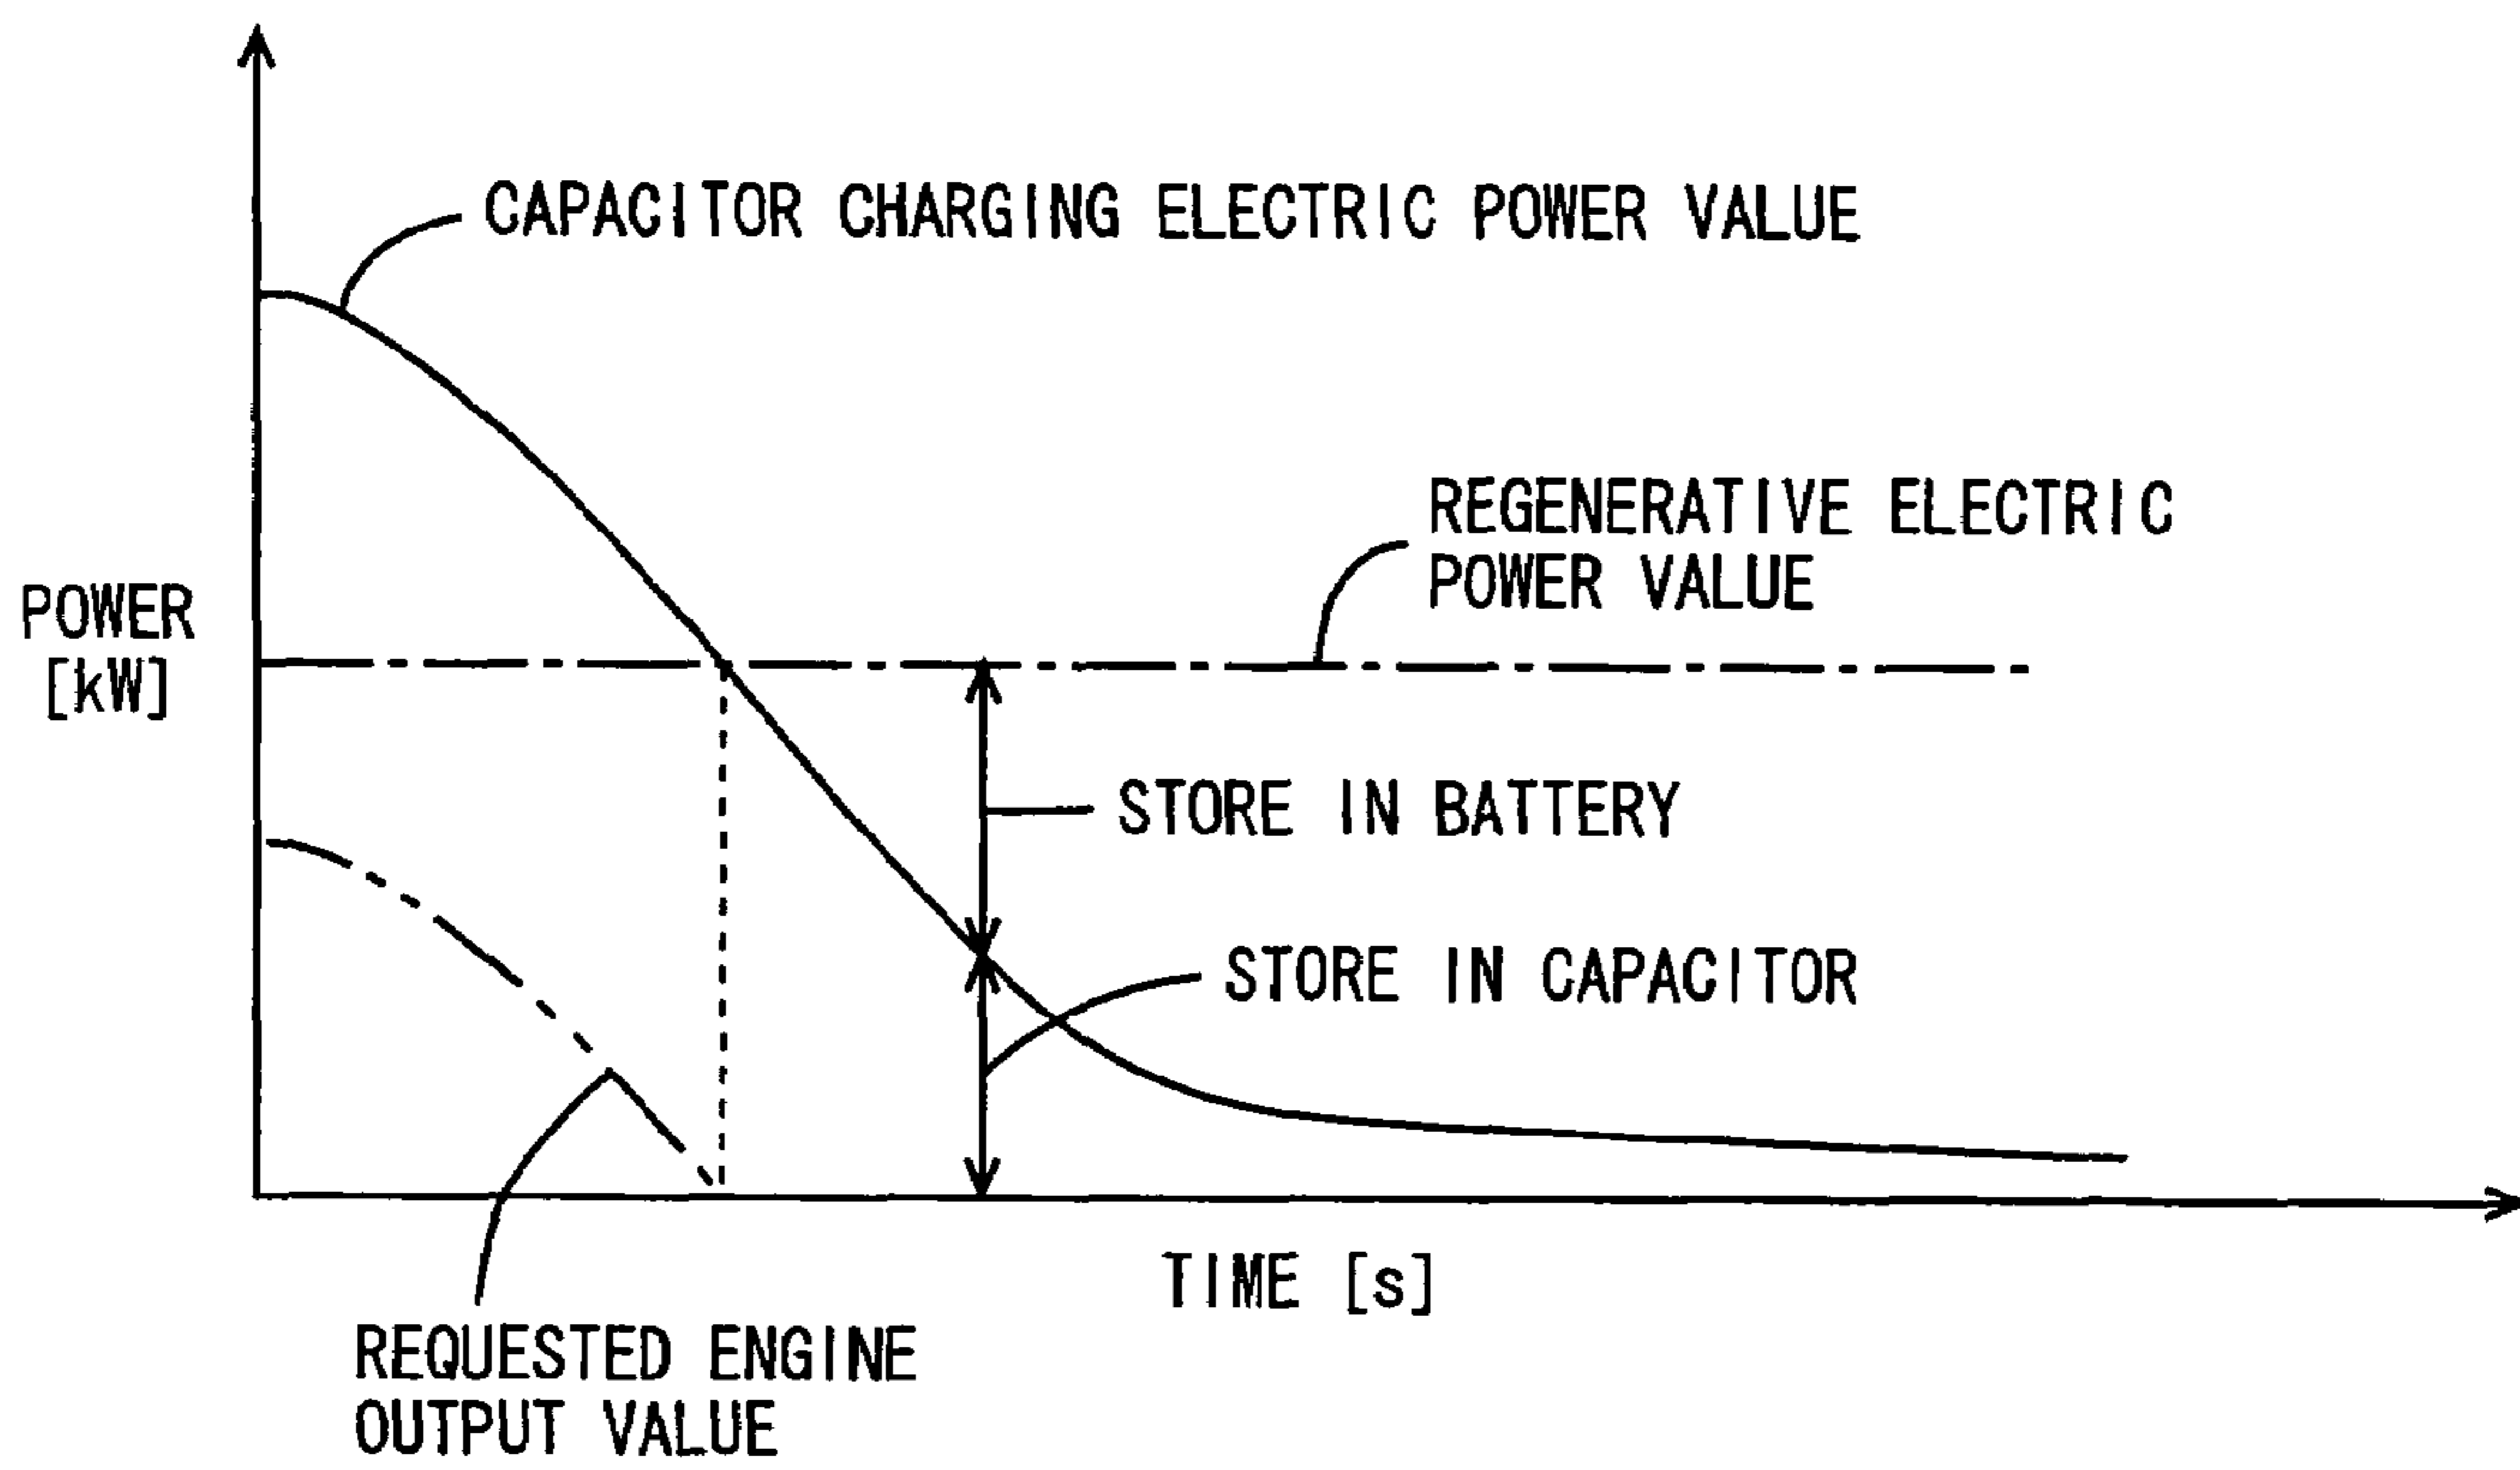 CAPACITOR CHARGING ELECTRIC POWER VALUE
REGENERATIVE ELECTRIC
POWER VALUE
POWER
[kW]
STORE IN BATTERY
STORE IN CAPACITOR
TIME [s]
REQUESTED ENGINE
OUTPUT VALUE